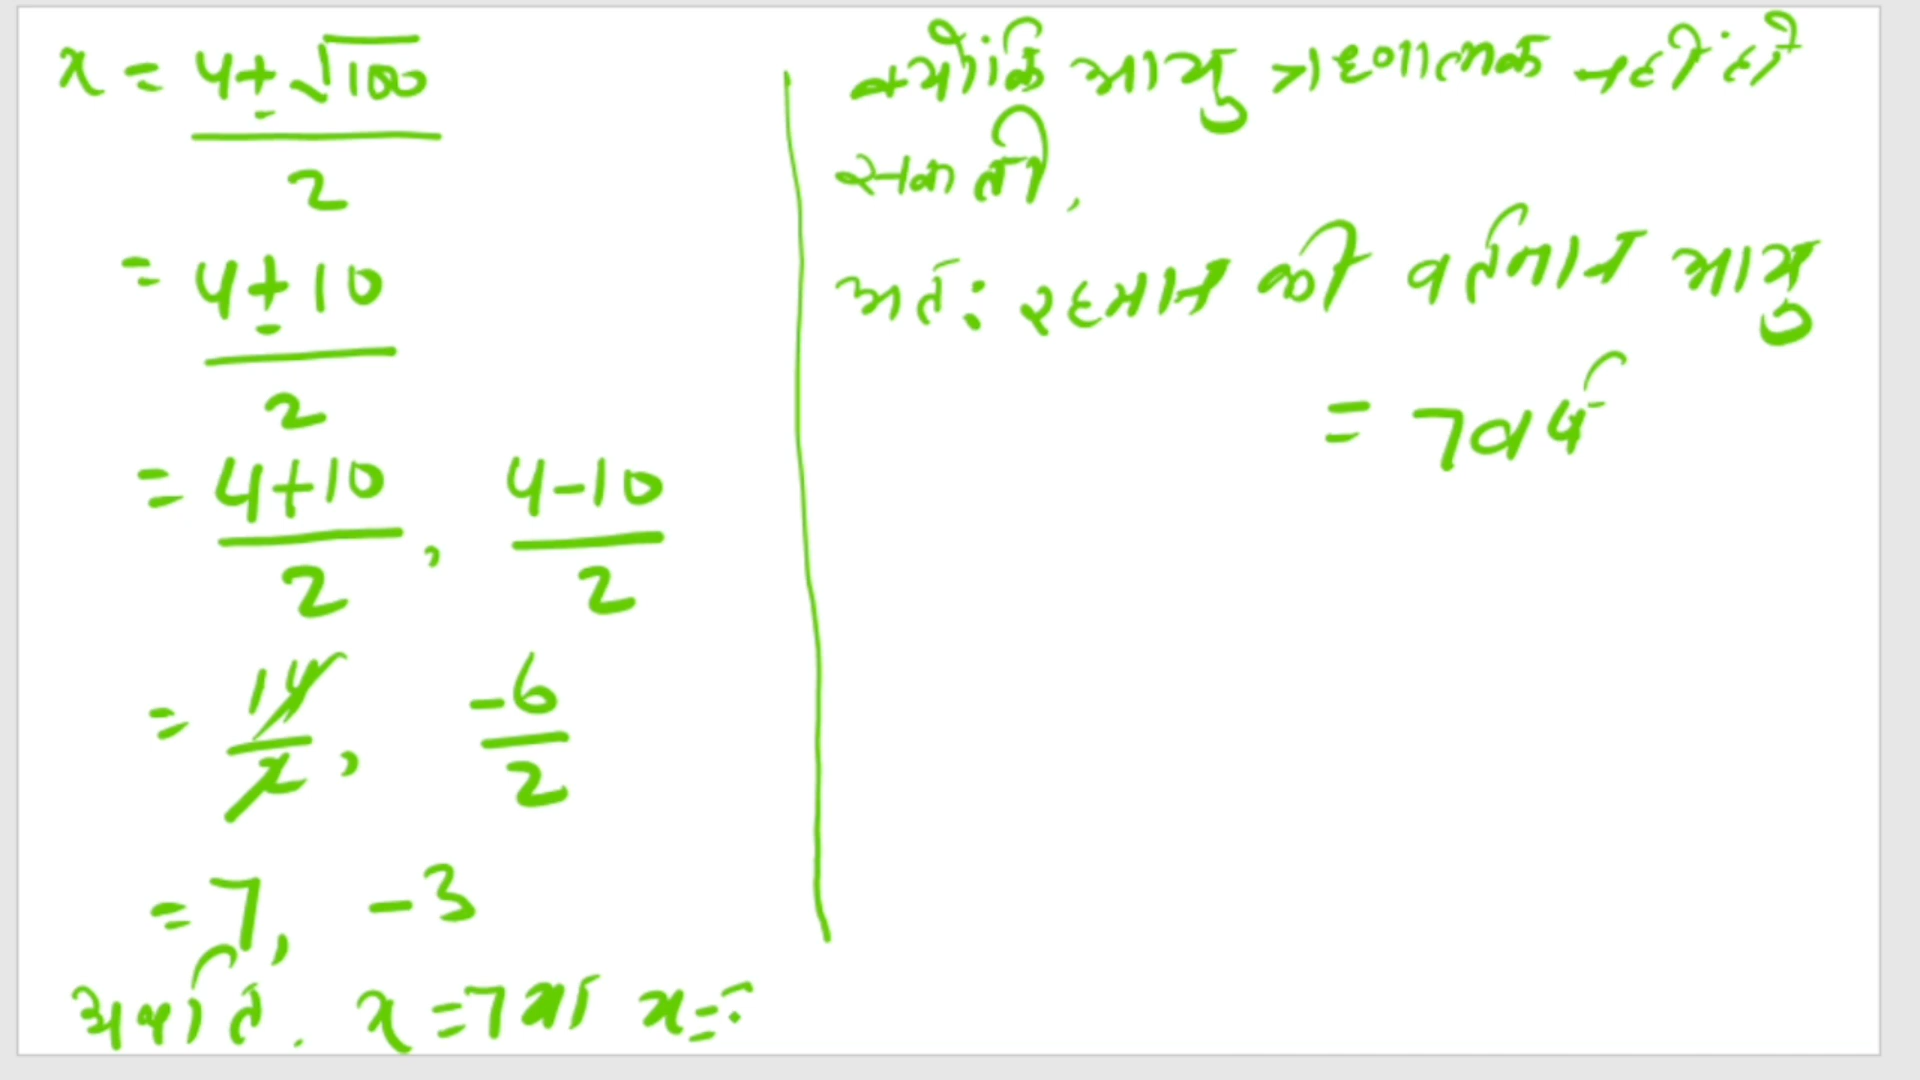 x = 4 ± √100
2
= 4 ± 10
2
= 4+10 , 4-10
2 2
= 14 , -6
2 2
= 7, -3
अर्थात x = 7 या x =
क्योंकि आयु ऋणात्मक नहीं हो
सकती,
अतः रहमान की वर्तमान आयु
= 7 वर्ष